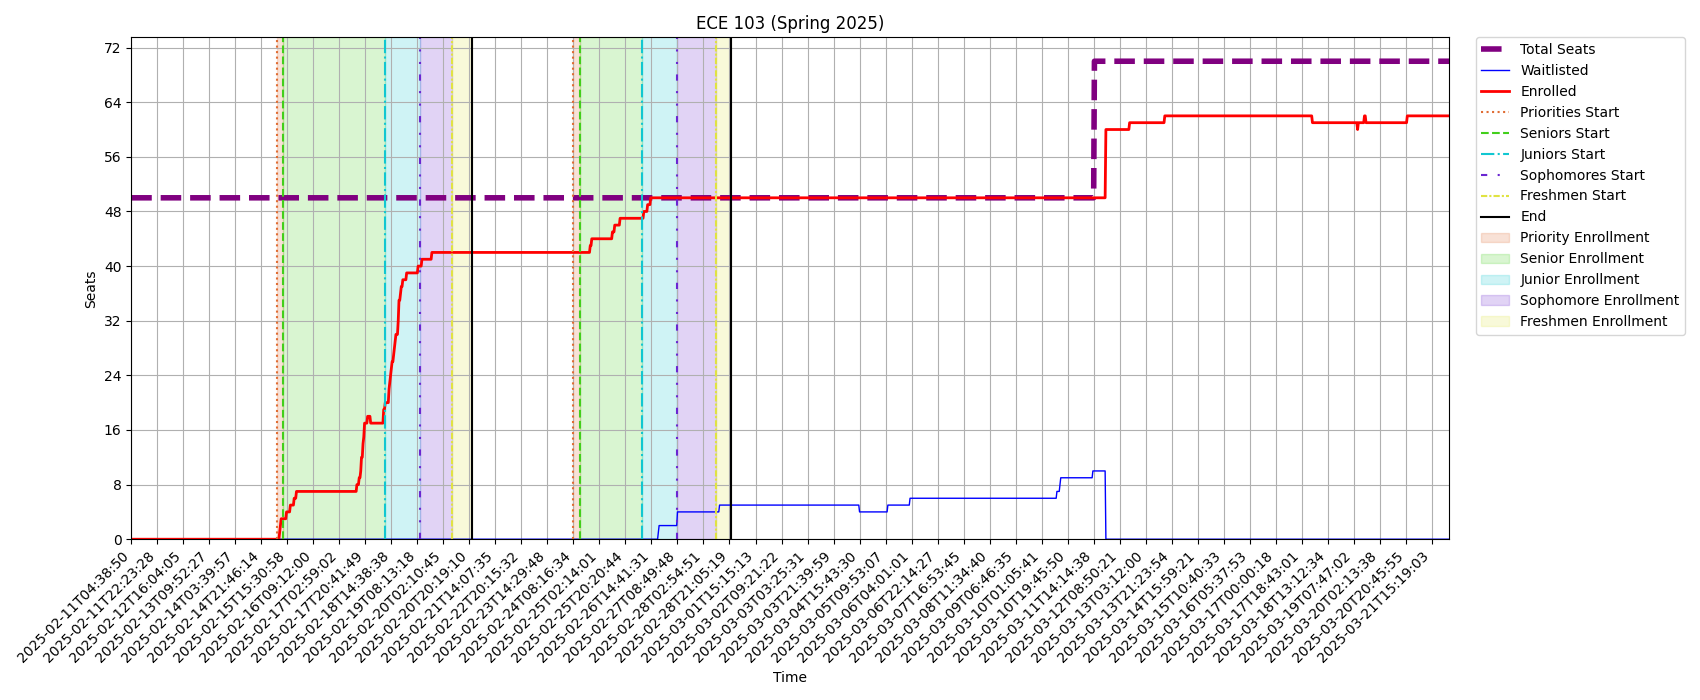 ECE 103 (Spring 2025)
Seats
72
64
56
48
40
32
24
16
8
0
2025-02-11T04:38:50
2025-02-11T22:23:28
2025-02-12T16:04:05
2025-02-13T09:52:27
2025-02-14T03:39:57
2025-02-14T21:46:14
2025-02-15T15:30:58
2025-02-16T09:12:00
2025-02-17T02:59:02
2025-02-17T20:41:49
2025-02-18T14:38:38
2025-02-19T08:13:18
2025-02-20T02:10:45
2025-02-20T20:19:10
2025-02-21T14:07:35
2025-02-22T20:15:32
2025-02-23T14:29:48
2025-02-24T08:16:34
2025-02-25T02:14:01
2025-02-25T20:20:44
2025-02-26T14:41:31
2025-02-27T08:49:48
2025-02-28T02:54:51
2025-02-28T21:05:19
2025-03-01T15:15:13
2025-03-02T09:21:22
2025-03-03T03:25:31
2025-03-03T21:39:59
2025-03-04T15:43:30
2025-03-05T09:53:07
2025-03-06T04:01:01
2025-03-06T22:14:27
2025-03-07T16:53:45
2025-03-08T11:34:40
2025-03-09T06:46:35
2025-03-10T01:05:41
2025-03-10T19:45:50
2025-03-11T14:14:38
2025-03-12T08:50:21
2025-03-13T03:12:00
2025-03-13T21:23:54
2025-03-14T15:59:21
2025-03-15T10:40:33
2025-03-16T05:37:53
2025-03-17T00:00:18
2025-03-17T18:43:01
2025-03-18T13:12:34
2025-03-19T07:47:02
2025-03-20T02:13:38
2025-03-20T20:45:55
2025-03-21T15:19:03
Time
Total Seats
Waitlisted
Enrolled
Priorities Start
Seniors Start
Juniors Start
Sophomores Start
Freshmen Start
End
Priority Enrollment
Senior Enrollment
Junior Enrollment
Sophomore Enrollment
Freshmen Enrollment